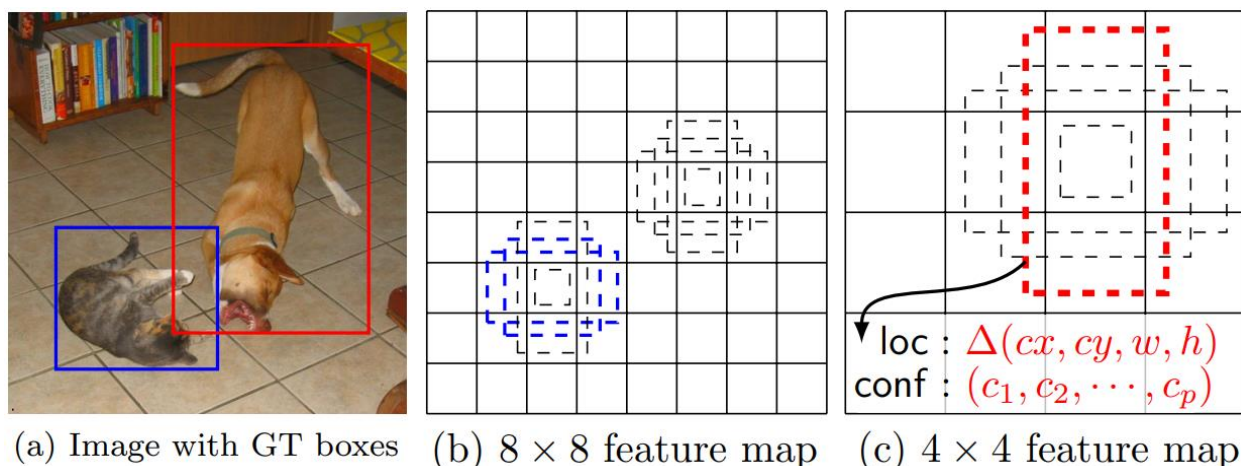 loc : Δ(cx, cy, w, h)
conf : (c₁, c₂, ⋯, cₚ)
(a) Image with GT boxes
(b) 8 × 8 feature map
(c) 4 × 4 feature map